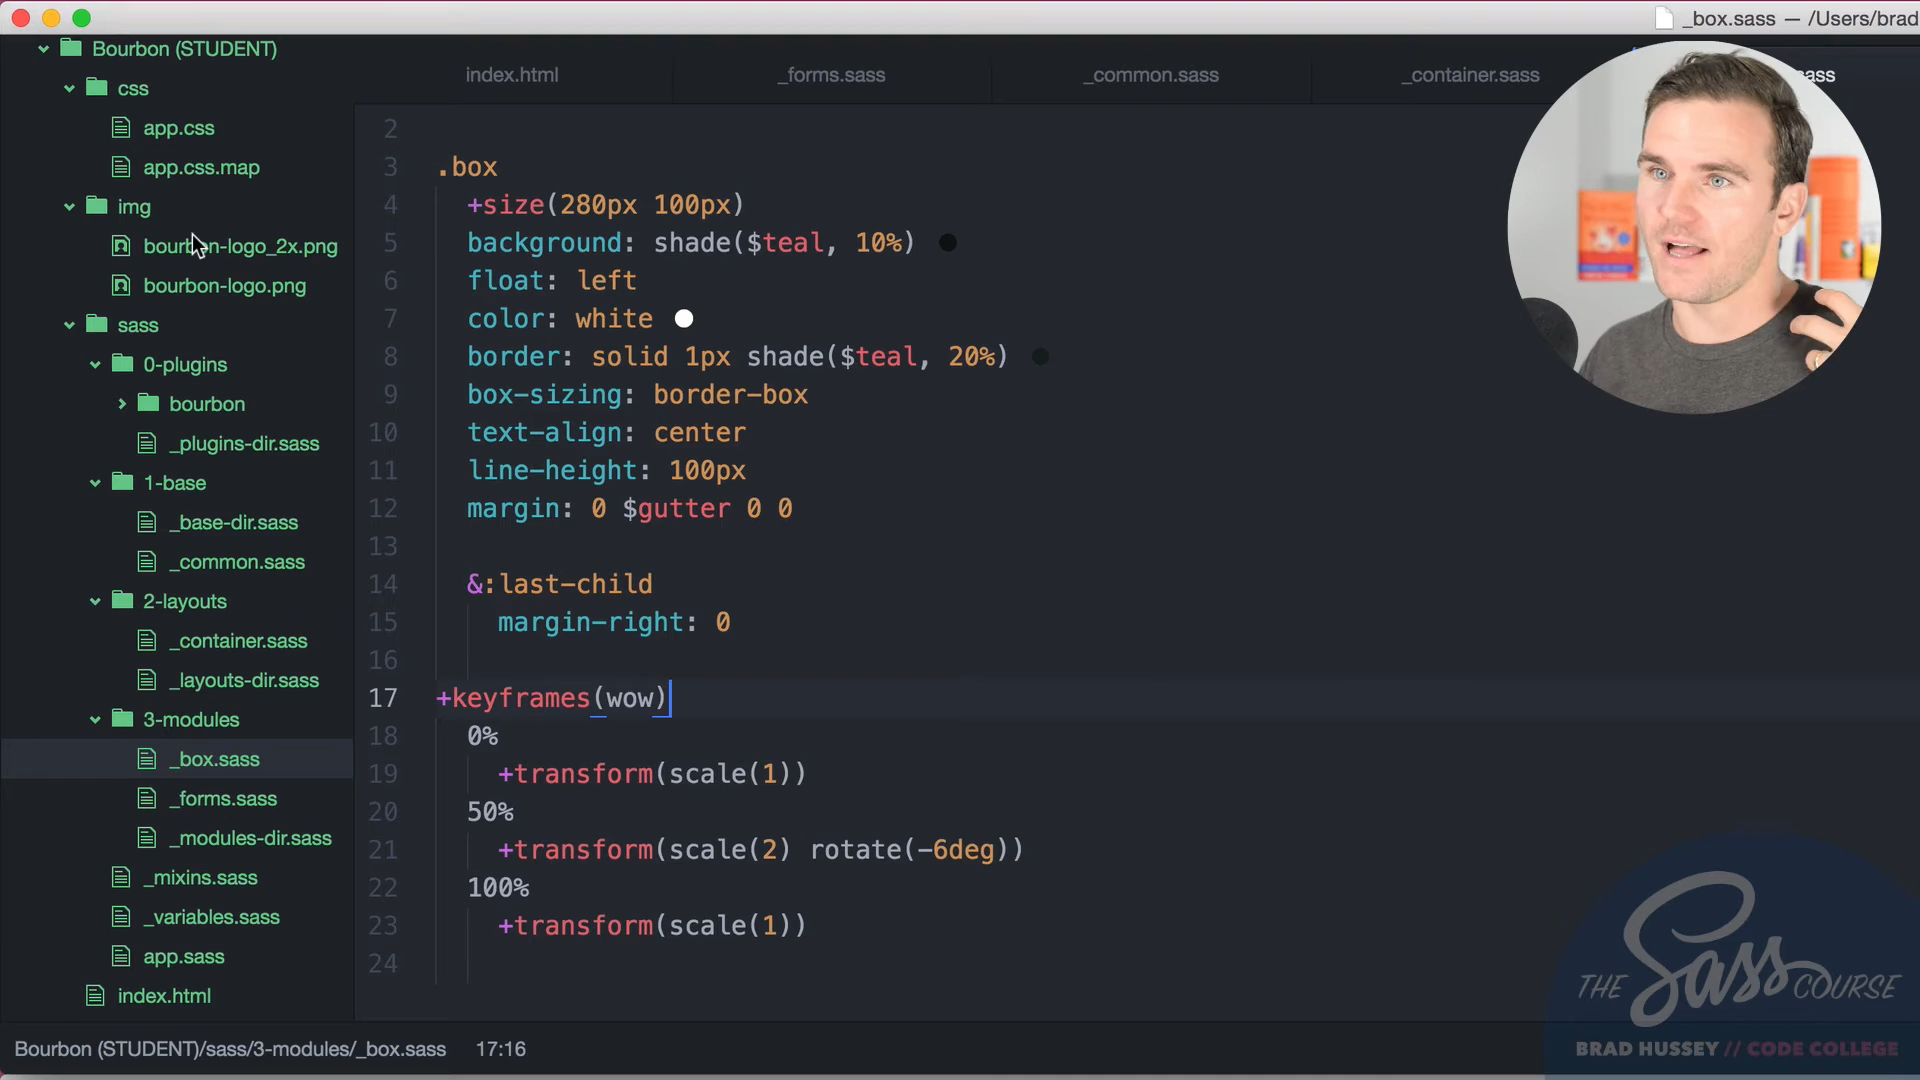 _box.sass — /Users/brad
Bourbon (STUDENT)
css
app.css
app.css.map
img
bourbon-logo_2x.png
bourbon-logo.png
sass
0-plugins
bourbon
_plugins-dir.sass
1-base
_base-dir.sass
_common.sass
2-layouts
_container.sass
_layouts-dir.sass
3-modules
_box.sass
_forms.sass
_modules-dir.sass
_mixins.sass
_variables.sass
app.sass
index.html
index.html
_forms.sass
_common.sass
_container.sass
sass
2
3 .box
4 +size(280px 100px)
5 background: shade($teal, 10%)
6 float: left
7 color: white
8 border: solid 1px shade($teal, 20%)
9 box-sizing: border-box
10 text-align: center
11 line-height: 100px
12 margin: 0 $gutter 0 0
13
14 &:last-child
15 margin-right: 0
16
17 +keyframes(wow)
18 0%
19 +transform(scale(1))
20 50%
21 +transform(scale(2) rotate(-6deg))
22 100%
23 +transform(scale(1))
24
THE Sass COURSE
BRAD HUSSEY // CODE COLLEGE
Bourbon (STUDENT)/sass/3-modules/_box.sass 17:16